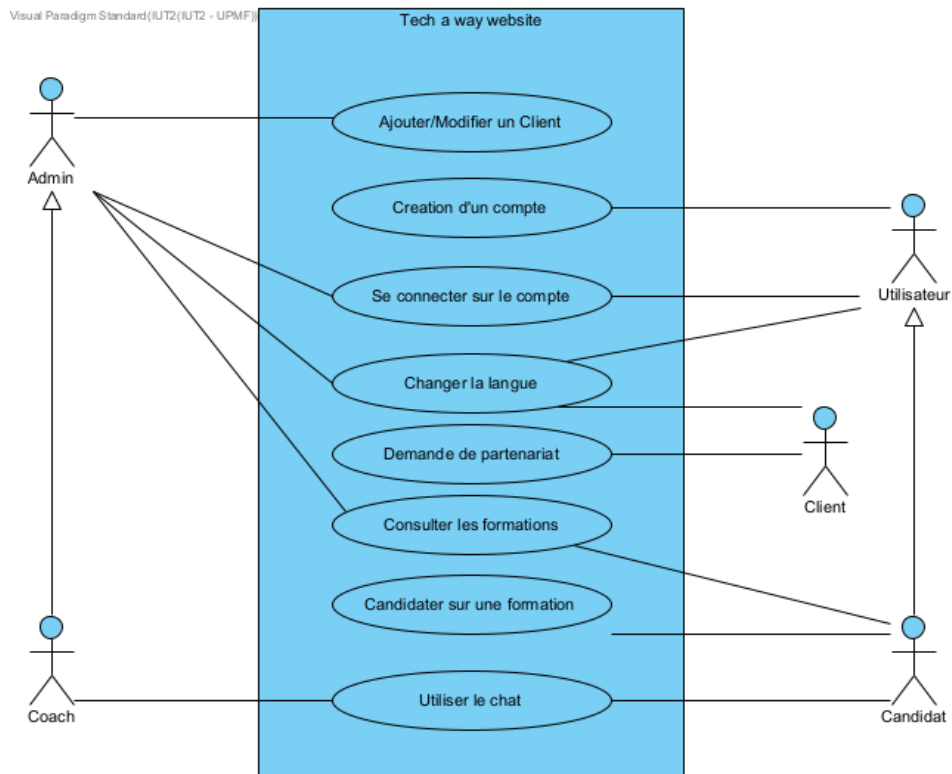 Visual Paradigm Standard(IUT2(IUT2 - UPMF))
Tech a way website
Ajouter/Modifier un Client
Admin
Creation d'un compte
Se connecter sur le compte
Utilisateur
Changer la langue
Demande de partenariat
Client
Consulter les formations
Candidater sur une formation
Utiliser le chat
Coach
Candidat